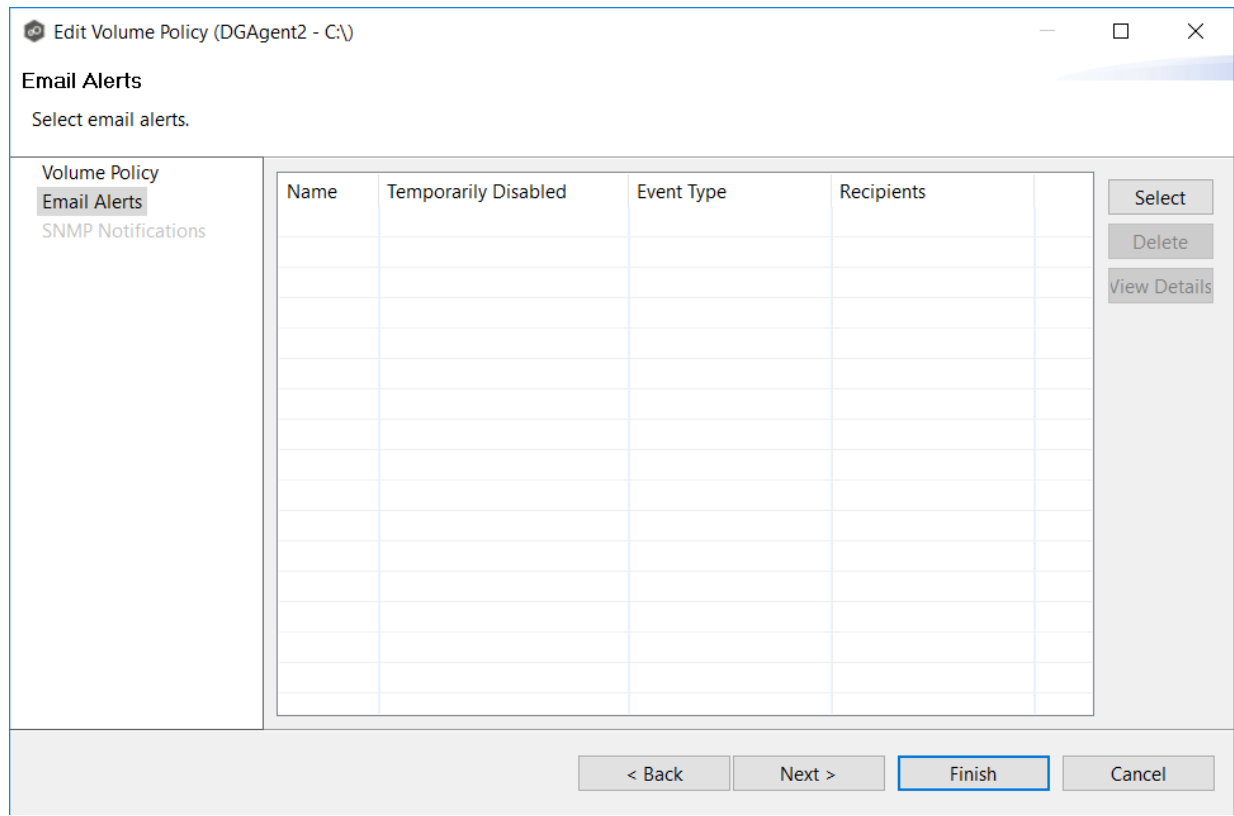 Edit Volume Policy (DGAgent2 - C:\)
Email Alerts
Select email alerts.
Volume Policy
Email Alerts
SNMP Notifications
Name Temporarily Disabled Event Type Recipients
Select
Delete
View Details
< Back Next > Finish Cancel